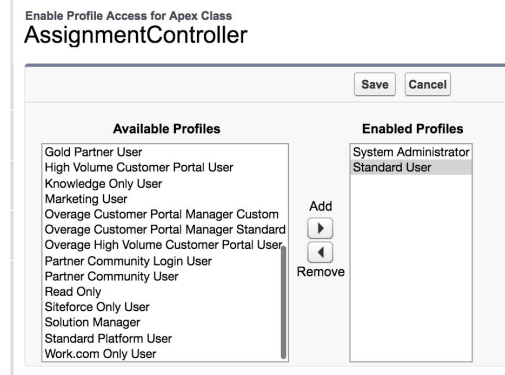 Enable Profile Access for Apex Class
AssignmentController
Save Cancel
Available Profiles
Gold Partner User
High Volume Customer Portal User
Knowledge Only User
Marketing User
Overage Customer Portal Manager Custom
Overage Customer Portal Manager Standard
Overage High Volume Customer Portal User
Partner Community Login User
Partner Community User
Read Only
Siteforce Only User
Solution Manager
Standard Platform User
Work.com Only User
Add
Remove
Enabled Profiles
System Administrator
Standard User